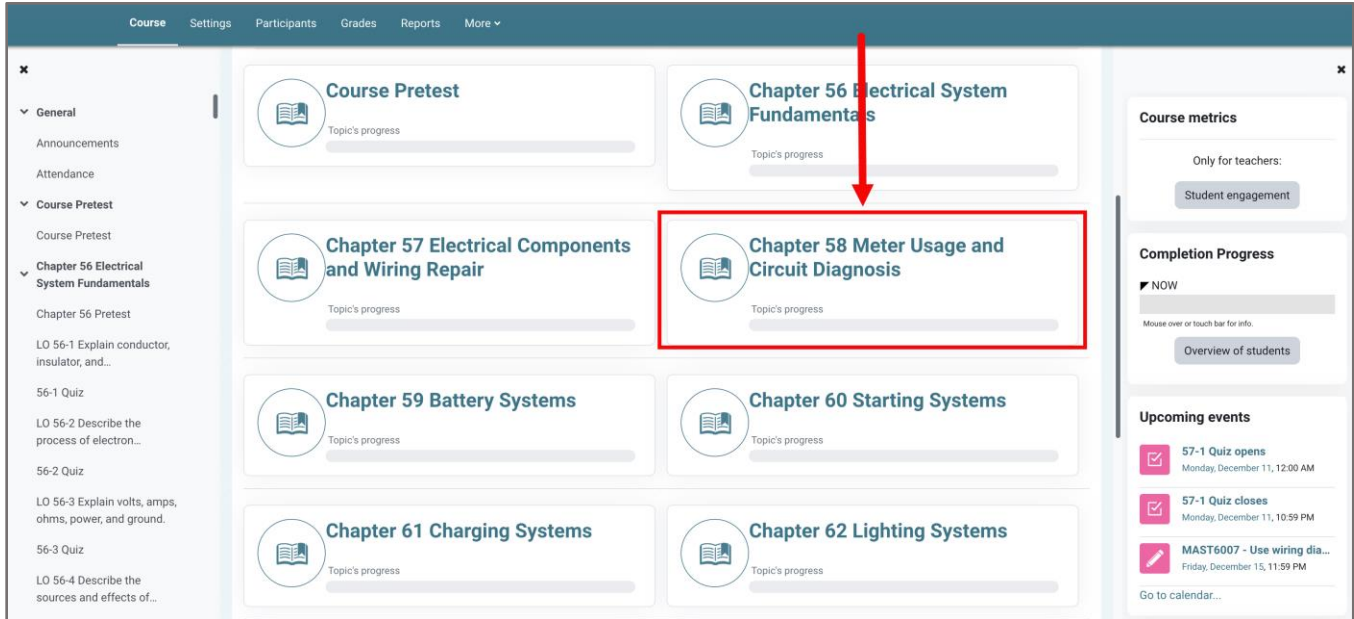 Course Settings Participants Grades Reports More
General
Announcements
Attendance
Course Pretest
Course Pretest
Chapter 56 Electrical
System Fundamentals
Chapter 56 Pretest
LO 56-1 Explain conductor,
insulator, and...
56-1 Quiz
LO 56-2 Describe the
process of electron...
56-2 Quiz
LO 56-3 Explain volts, amps,
ohms, power, and ground.
56-3 Quiz
LO 56-4 Describe the
sources and effects of...
Course Pretest
Topic's progress
Chapter 56 Electrical System
Fundamentals
Topic's progress
Chapter 57 Electrical Components
and Wiring Repair
Topic's progress
Chapter 58 Meter Usage and
Circuit Diagnosis
Topic's progress
Chapter 59 Battery Systems
Topic's progress
Chapter 60 Starting Systems
Topic's progress
Chapter 61 Charging Systems
Topic's progress
Chapter 62 Lighting Systems
Topic's progress
Course metrics
Only for teachers:
Student engagement
Completion Progress
NOW
Mouse over or touch bar for info.
Overview of students
Upcoming events
57-1 Quiz opens
Monday, December 11, 12:00 AM
57-1 Quiz closes
Monday, December 11, 10:59 PM
MAST6007 - Use wiring dia...
Friday, December 15, 11:59 PM
Go to calendar...